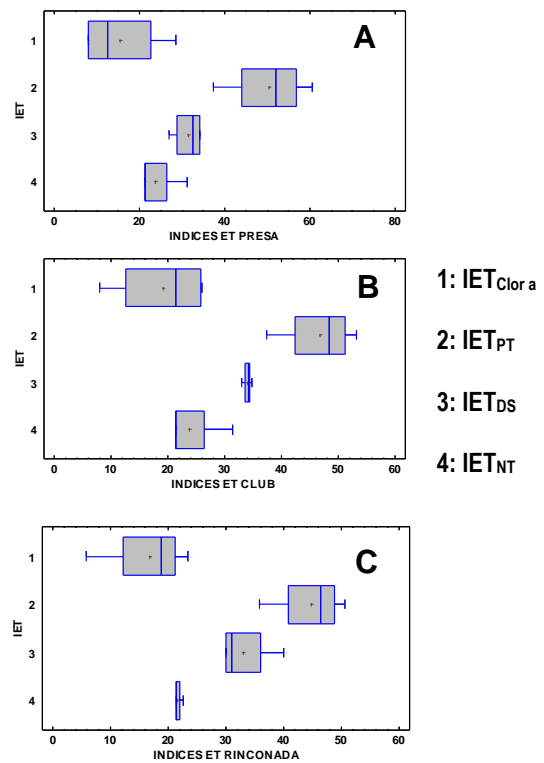 A
1
2
3
4
IET
0 20 40 60 80
INDICES ET PRESA
B
1
2
3
4
IET
0 10 20 30 40 50 60
INDICES ET CLUB
1: IETClor a
2: IETPT
3: IETDS
4: IETNT
C
1
2
3
4
IET
0 10 20 30 40 50 60
INDICES ET RINCONADA